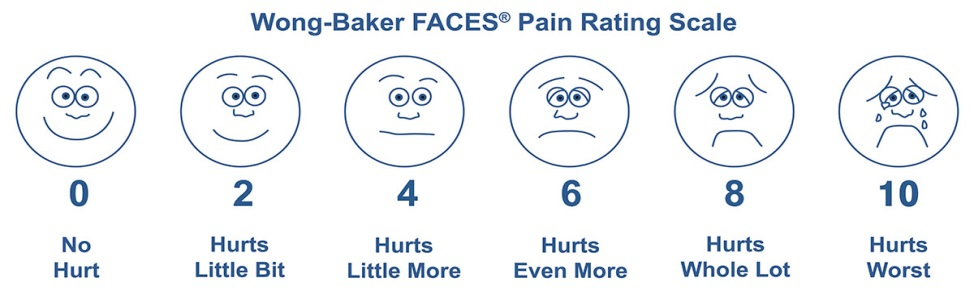 Wong-Baker FACES® Pain Rating Scale
0 2 4 6 8 10
No Hurts Hurts Hurts Hurts Hurts
Hurt Little Bit Little More Even More Whole Lot Worst